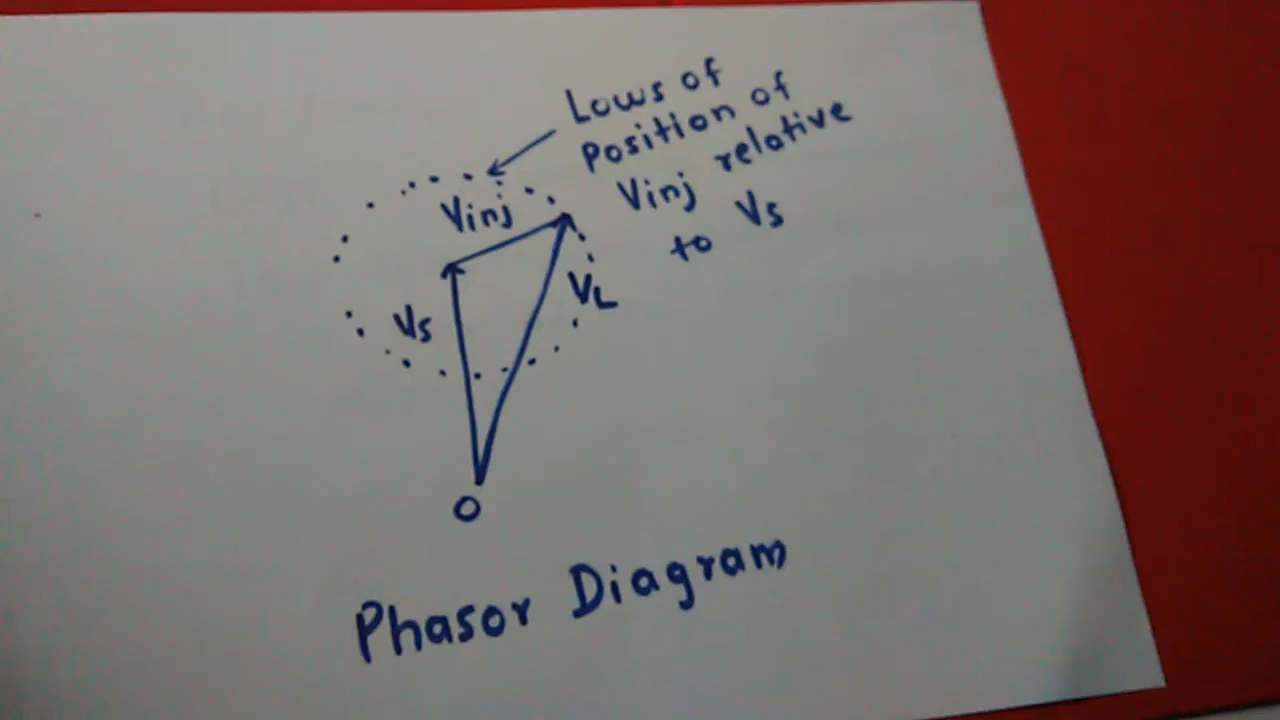 Lows of
Position of
Vinj relative
to Vs
Vinj
Vs
VL
O
Phasor Diagram